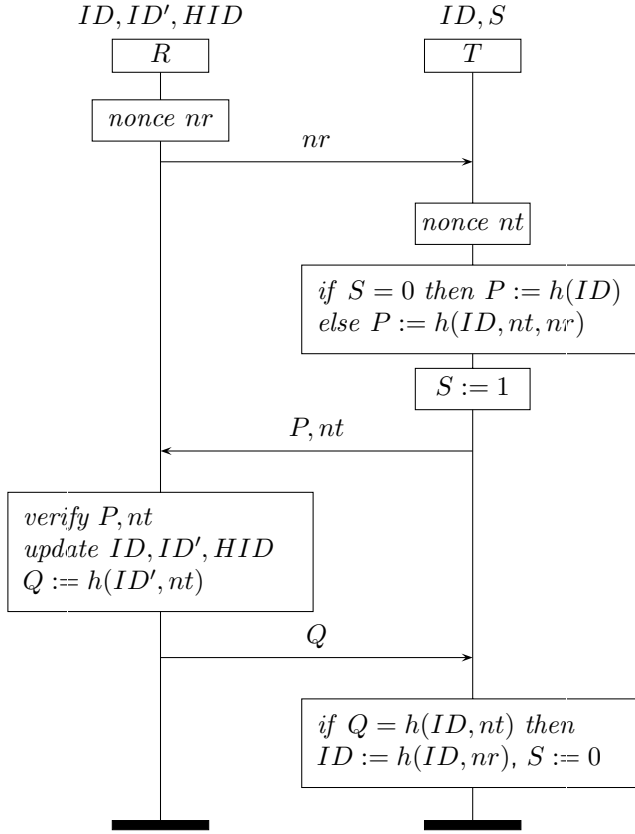 ID, ID′, HID
ID, S
R
T
nonce nr
nr
nonce nt
if S = 0 then P := h(ID)
else P := h(ID, nt, nr)
S := 1
P, nt
verify P, nt
update ID, ID′, HID
Q := h(ID′, nt)
Q
if Q = h(ID, nt) then
ID := h(ID, nr), S := 0